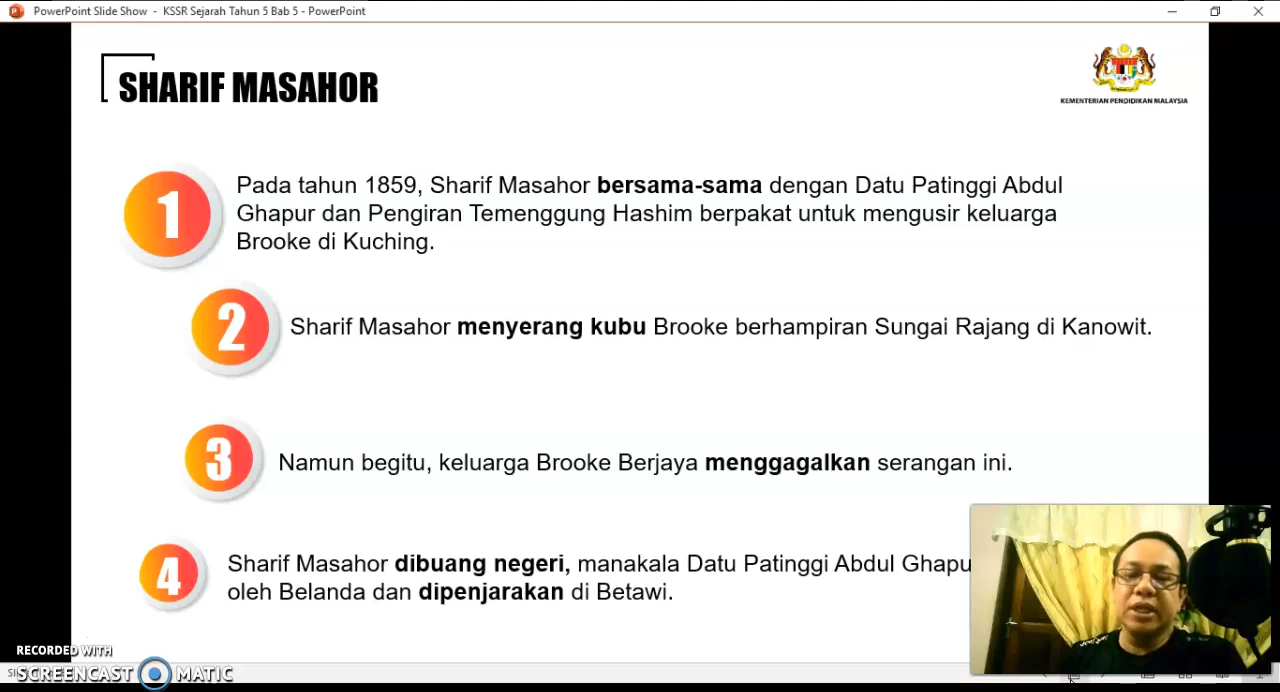 PowerPoint Slide Show - KSSR Sejarah Tahun 5 Bab 5 - PowerPoint
SHARIF MASAHOR
KEMENTERIAN PENDIDIKAN MALAYSIA
1
Pada tahun 1859, Sharif Masahor bersama-sama dengan Datu Patinggi Abdul
Ghapur dan Pengiran Temenggung Hashim berpakat untuk mengusir keluarga
Brooke di Kuching.
2
Sharif Masahor menyerang kubu Brooke berhampiran Sungai Rajang di Kanowit.
3
Namun begitu, keluarga Brooke Berjaya menggagalkan serangan ini.
4
Sharif Masahor dibuang negeri, manakala Datu Patinggi Abdul Ghapu
oleh Belanda dan dipenjarakan di Betawi.
RECORDED WITH
SCREENCAST MATIC